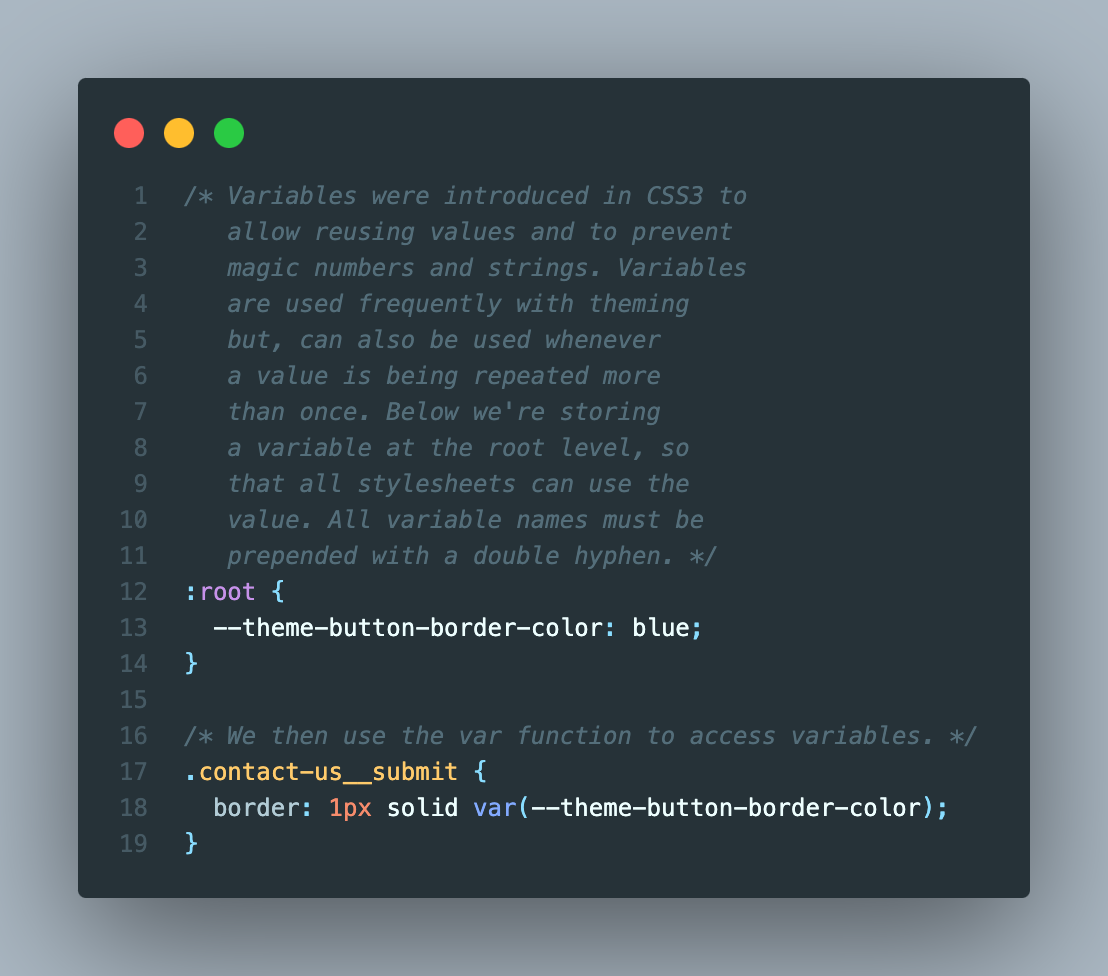 1 /* Variables were introduced in CSS3 to
2 allow reusing values and to prevent
3 magic numbers and strings. Variables
4 are used frequently with theming
5 but, can also be used whenever
6 a value is being repeated more
7 than once. Below we're storing
8 a variable at the root level, so
9 that all stylesheets can use the
10 value. All variable names must be
11 prepended with a double hyphen. */
12 :root {
13 --theme-button-border-color: blue;
14 }
15
16 /* We then use the var function to access variables. */
17 .contact-us__submit {
18 border: 1px solid var(--theme-button-border-color);
19 }